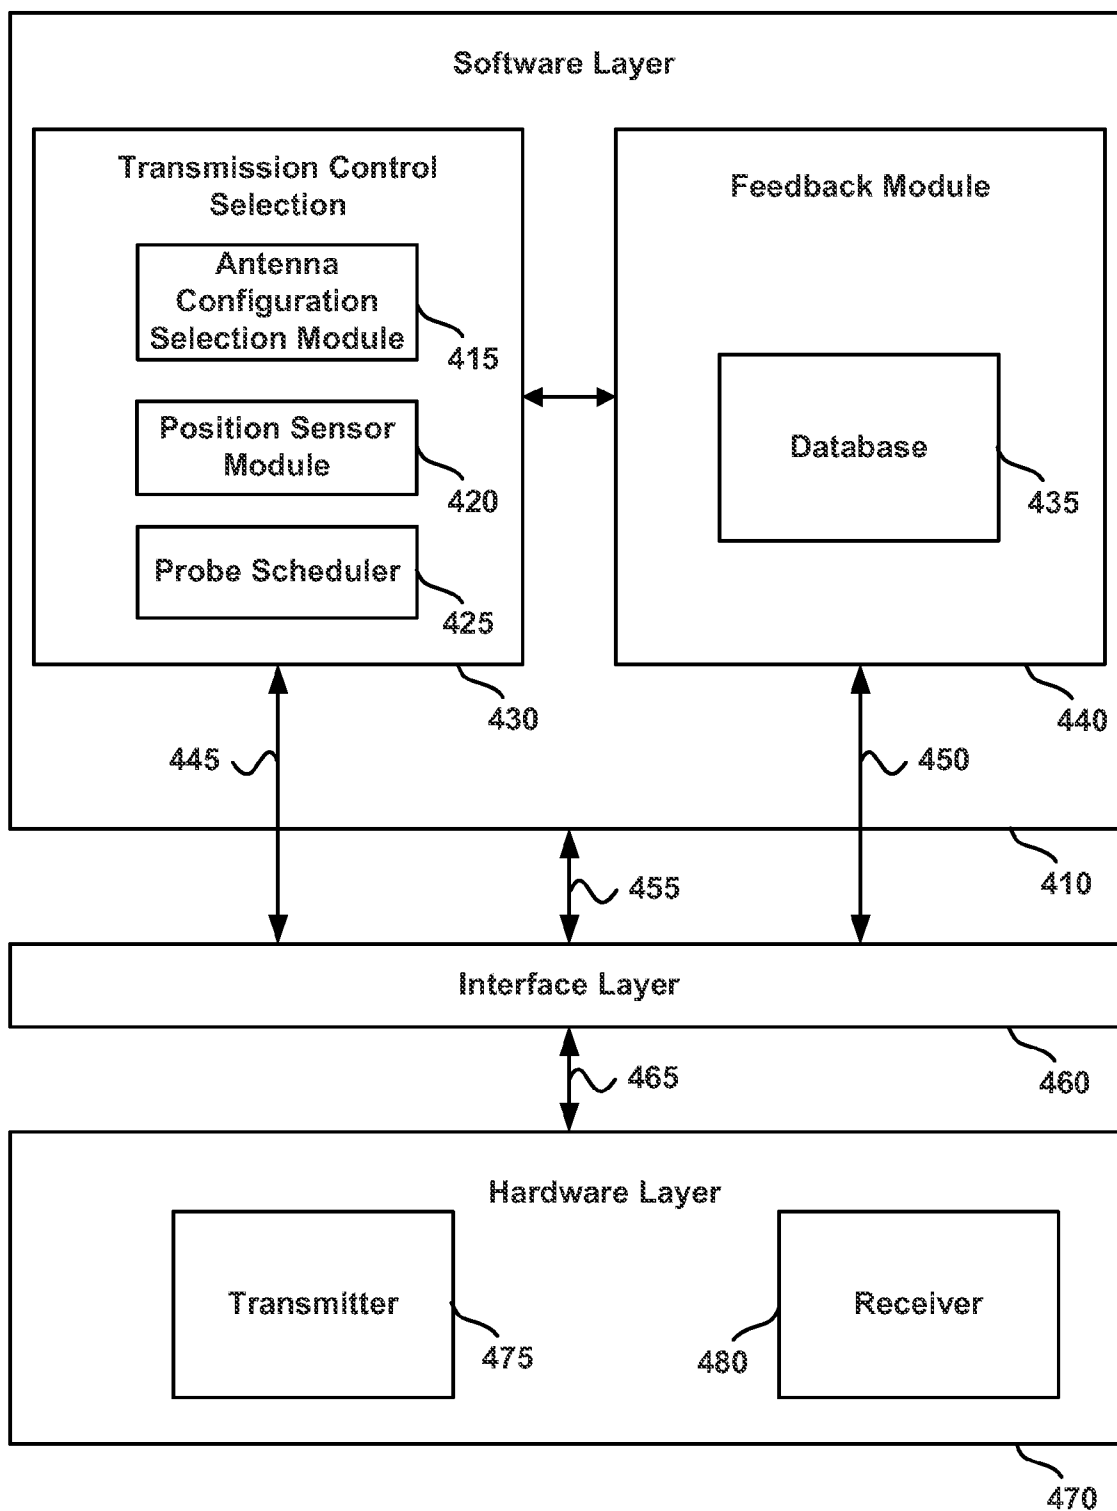 Software Layer
Transmission Control
Selection
Antenna
Configuration
Selection Module
415
Position Sensor
Module
420
Probe Scheduler
425
430
Feedback Module
Database
435
440
445
450
410
455
Interface Layer
460
465
Hardware Layer
Transmitter
475
Receiver
480
470